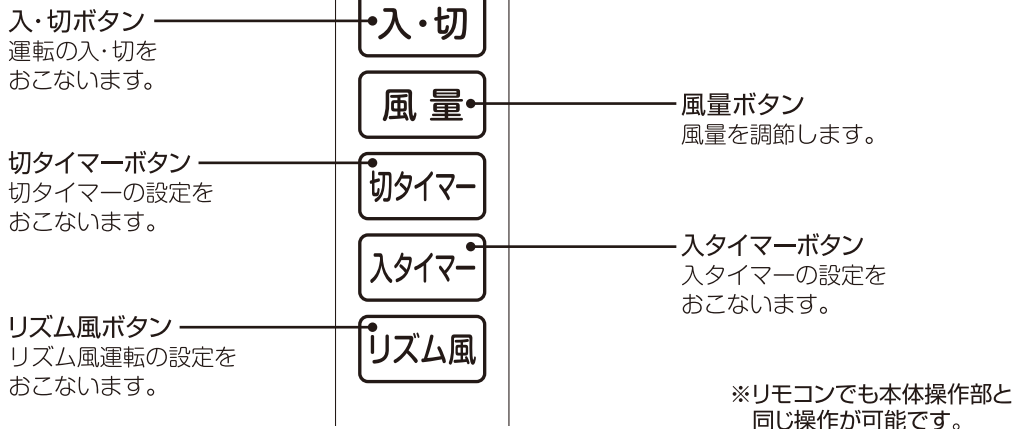 入・切ボタン
運転の入・切を
おこないます。
入・切
風量
風量ボタン
風量を調節します。
切タイマーボタン
切タイマーの設定を
おこないます。
切タイマー
入タイマー
入タイマーボタン
入タイマーの設定を
おこないます。
リズム風ボタン
リズム風運転の設定を
おこないます。
リズム風
※リモコンでも本体操作部と
同じ操作が可能です。